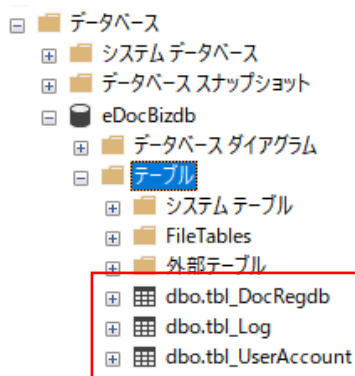 データベース
システム データベース
データベース スナップショット
eDocBizdb
データベース ダイアグラム
テーブル
システム テーブル
FileTables
外部テーブル
dbo.tbl_DocRegdb
dbo.tbl_Log
dbo.tbl_UserAccount